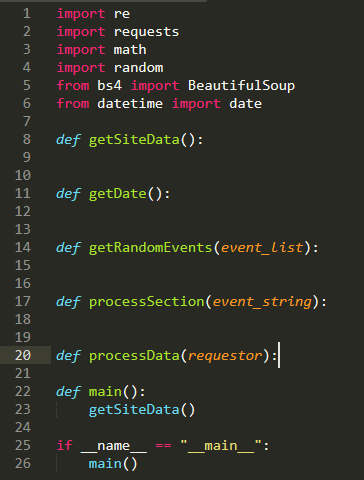 1 import re
2 import requests
3 import math
4 import random
5 from bs4 import BeautifulSoup
6 from datetime import date
7
8 def getSiteData():
9
10
11 def getDate():
12
13
14 def getRandomEvents(event_list):
15
16
17 def processSection(event_string):
18
19
20 def processData(requestor):
21
22 def main():
23     getSiteData()
24
25 if __name__ == "__main__":
26     main()